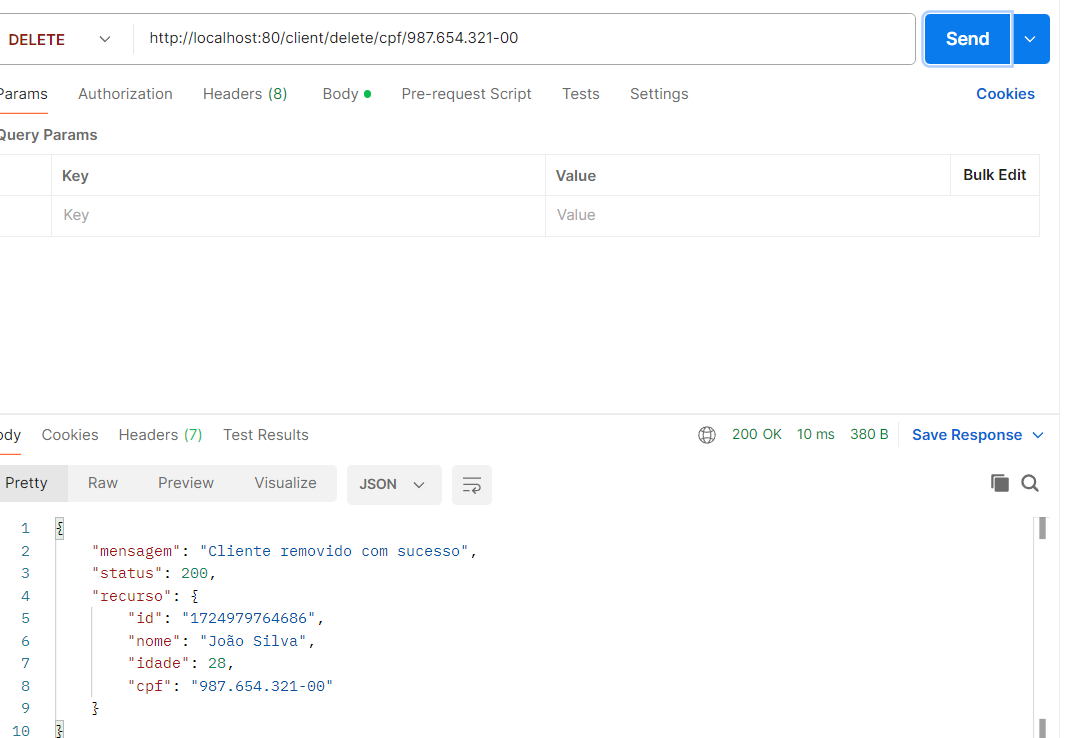 DELETE http://localhost:80/client/delete/cpf/987.654.321-00 Send
Params Authorization Headers (8) Body Pre-request Script Tests Settings Cookies
Query Params
Key Value Bulk Edit
Key Value
ody Cookies Headers (7) Test Results 200 OK 10 ms 380 B Save Response
Pretty Raw Preview Visualize JSON
1 {
2 "mensagem": "Cliente removido com sucesso",
3 "status": 200,
4 "recurso": {
5 "id": "1724979764686",
6 "nome": "João Silva",
7 "idade": 28,
8 "cpf": "987.654.321-00"
9 }
10 }